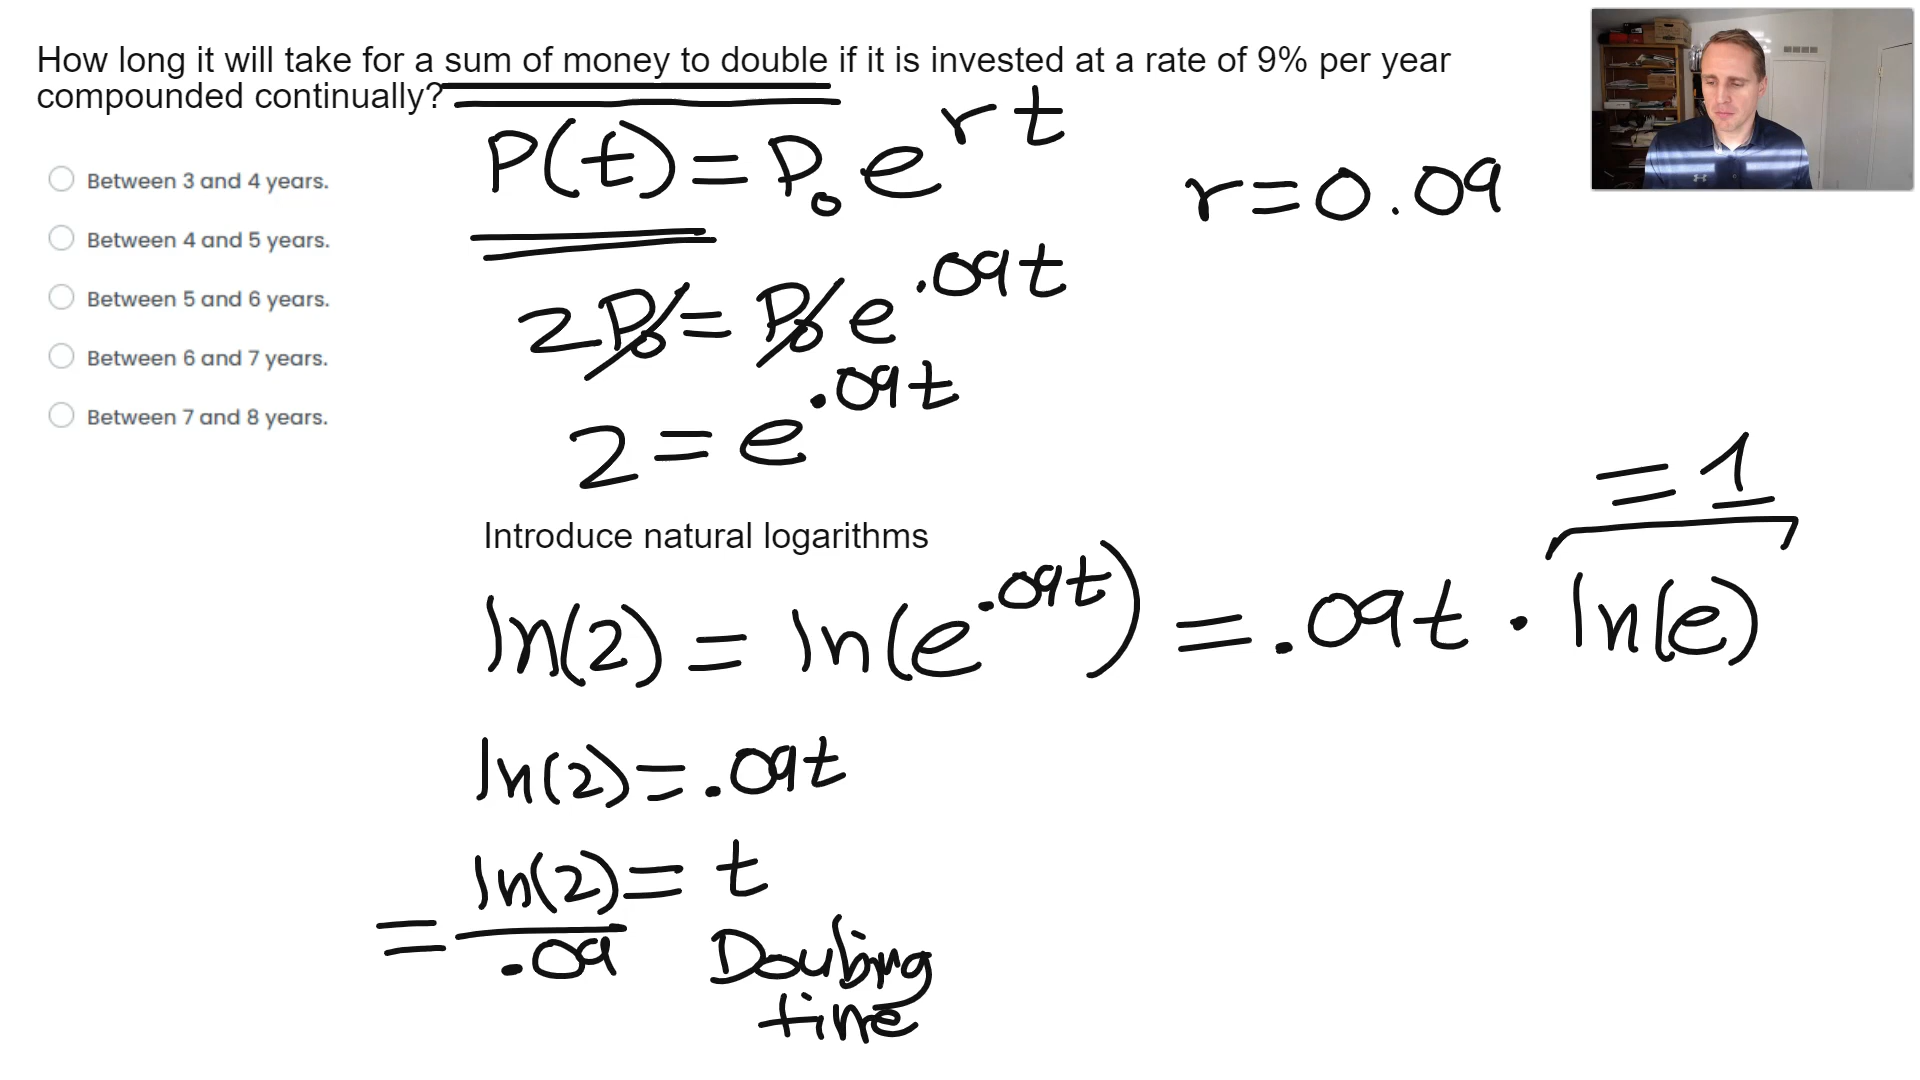 How long it will take for a sum of money to double if it is invested at a rate of 9% per year
compounded continually?
Between 3 and 4 years.
Between 4 and 5 years.
Between 5 and 6 years.
Between 6 and 7 years.
Between 7 and 8 years.
P(t) = P₀ e^rt
r = 0.09
2P₀ = P₀ e^.09t
2 = e^.09t
Introduce natural logarithms
= 1
ln(2) = ln(e^.09t) = .09t · ln(e)
ln(2) = .09t
ln(2) = t
= .09
Doubing
time